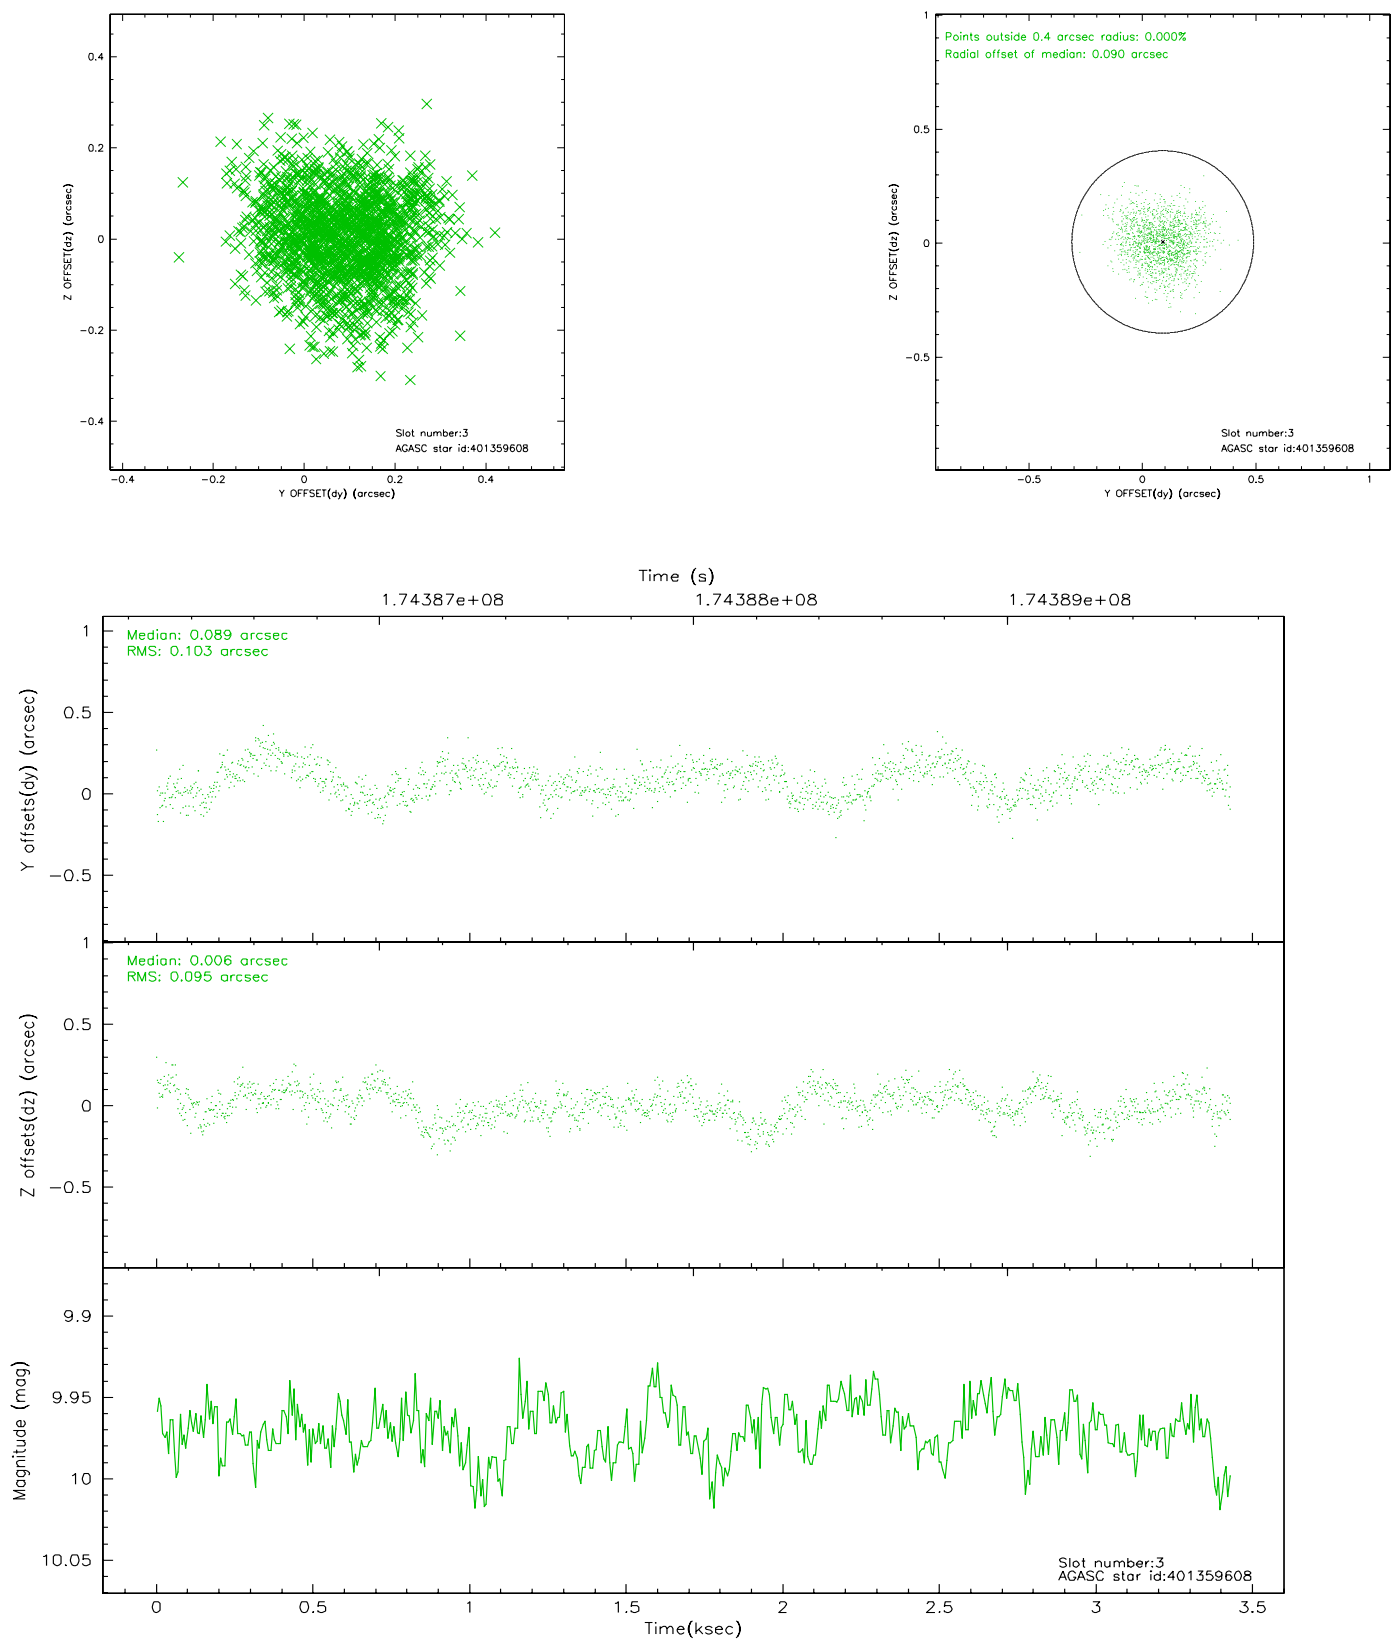 0.4
0.2
0
−0.2
−0.4
Z OFFSET(dz) (arcsec)
Slot number:3
AGASC star id:401359608
−0.4
−0.2
0
0.2
0.4
Y OFFSET(dy) (arcsec)
1
0.5
0
−0.5
Z OFFSET(dz) (arcsec)
Points outside 0.4 arcsec radius: 0.000%
Radial offset of median: 0.090 arcsec
Slot number:3
AGASC star id:401359608
−0.5
0
0.5
1
Y OFFSET(dy) (arcsec)
Time (s)
1.74387e+08
1.74388e+08
1.74389e+08
1
0.5
0
−0.5
Y offsets(dy) (arcsec)
Median: 0.089 arcsec
RMS: 0.103 arcsec
1
0.5
0
−0.5
Z offsets(dz) (arcsec)
Median: 0.006 arcsec
RMS: 0.095 arcsec
9.9
9.95
10
10.05
Magnitude (mag)
Slot number:3
AGASC star id:401359608
0
0.5
1
1.5
2
2.5
3
3.5
Time(ksec)